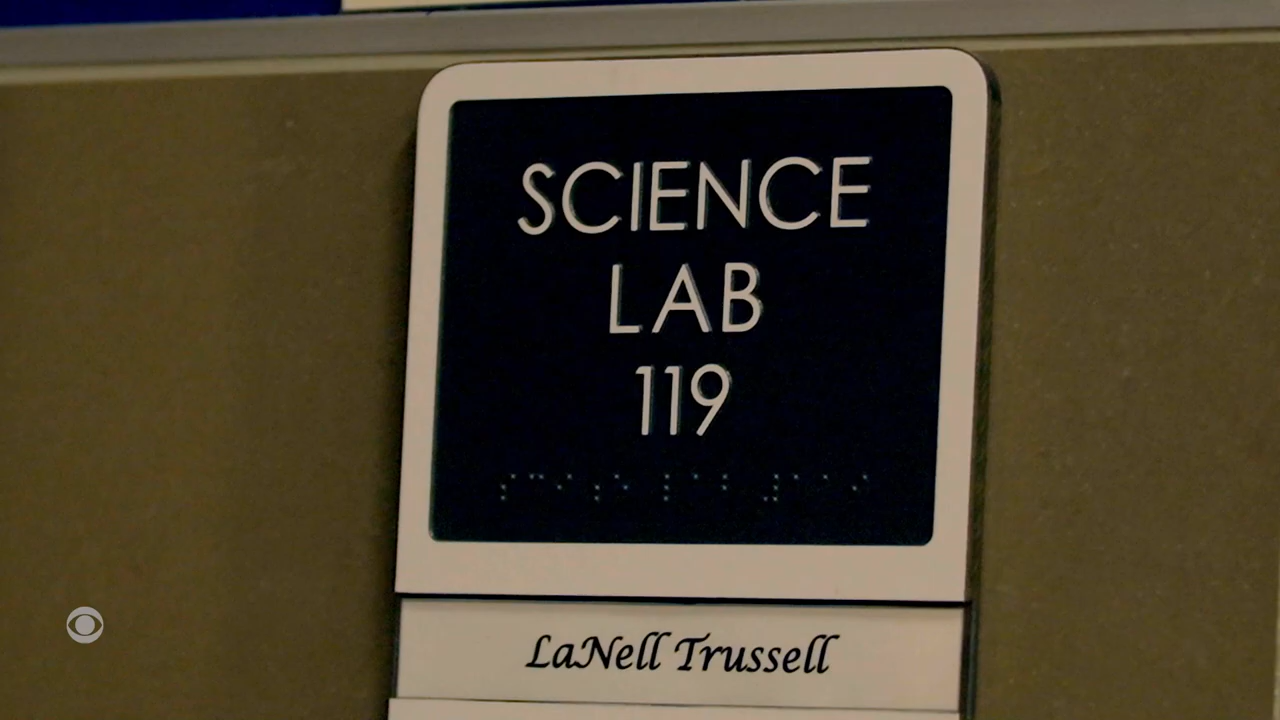 SCIENCE
LAB
119
⠎⠉⠊⠑⠝⠉⠑ ⠇⠁⠃ ⠼⠁⠁⠊
LaNell Trussell